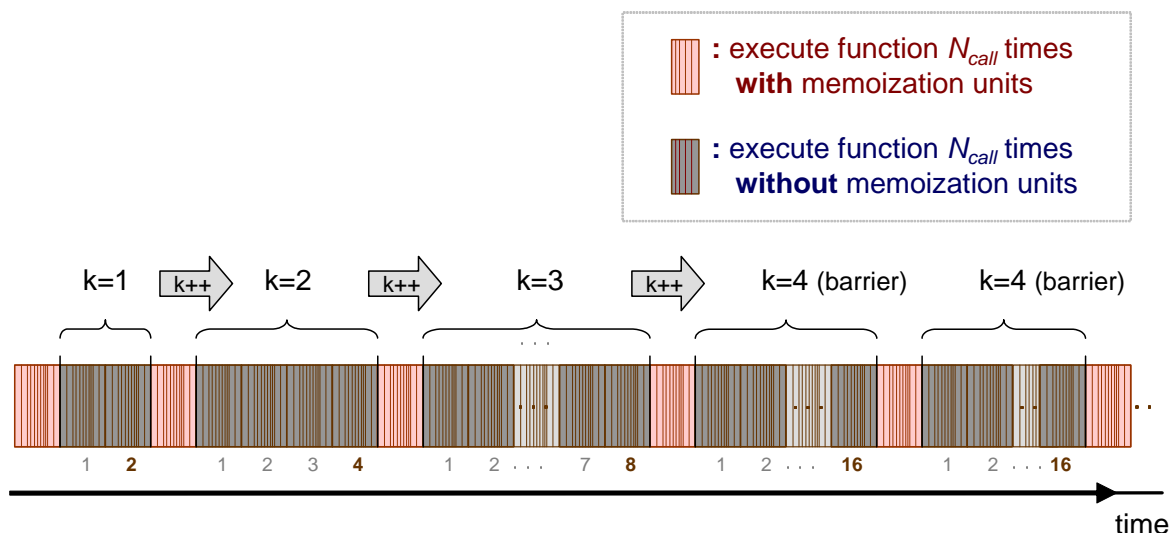 : execute function N_call times
with memoization units
: execute function N_call times
without memoization units
k=1 k++ k=2 k++ k=3 k++ k=4 (barrier) k=4 (barrier)
. . .
. . . . . . . . . .
1 2 1 2 3 4 1 2 . . . 7 8 1 2 . . . . 16 1 2 . . . . 16
time